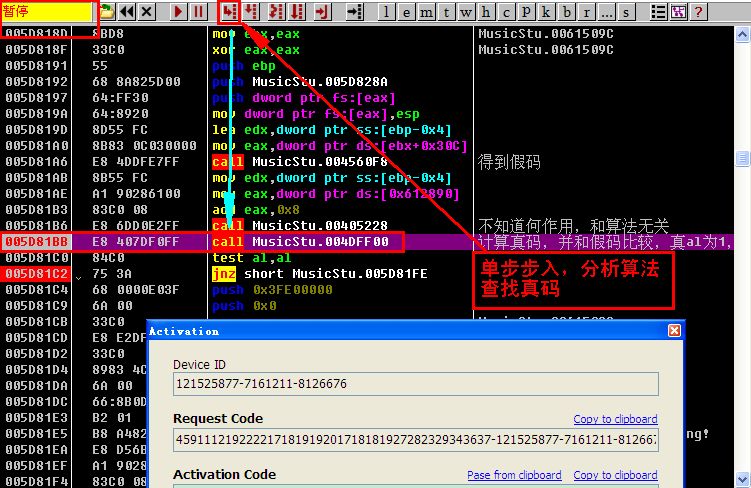 暂停 l e m t w h c p k b r ... s ?
005D818D 8BD8 mov ebx,eax MusicStu.0061509C
005D818F 33C0 xor eax,eax MusicStu.0061509C
005D8191 55 push ebp
005D8192 68 8A825D00 push MusicStu.005D828A
005D8197 64:FF30 push dword ptr fs:[eax]
005D819A 64:8920 mov dword ptr fs:[eax],esp
005D819D 8D55 FC lea edx,dword ptr ss:[ebp-0x4]
005D81A0 8B83 0C030000 mov eax,dword ptr ds:[ebx+0x30C]
005D81A6 E8 4DDFE7FF call MusicStu.004560F8 得到假码
005D81AB 8B55 FC mov edx,dword ptr ss:[ebp-0x4]
005D81AE A1 90286100 mov eax,dword ptr ds:[0x612890]
005D81B3 83C0 08 add eax,0x8
005D81B6 E8 6DD0E2FF call MusicStu.00405228 不知道何作用，和算法无关
005D81BB E8 407DF0FF call MusicStu.004DFF00 计算真码，并和假码比较，真al为1,
005D81C0 84C0 test al,al
005D81C2 75 3A jnz short MusicStu.005D81FE
005D81C4 68 0000E03F push 0x3FE00000
005D81C9 6A 00 push 0x0
单步步入，分析算法
查找真码
005D81CB 33C0
005D81CD E8 E2DF
005D81D2 33C0
005D81D4 8983 4C
005D81DA 6A 00
005D81DC 66:8B0D
005D81E3 B2 01
005D81E5 B8 A482 ng!
005D81EA E8 D56B
005D81EF A1 9028
005D81F4 83C0 08
Activation
Device ID
121525877-7161211-8126676
Request Code Copy to clipboard
45911121922221718191920171818192728232934363​7-121525877-7161211-812667
Activation Code Pase from clipboard Copy to clipboard